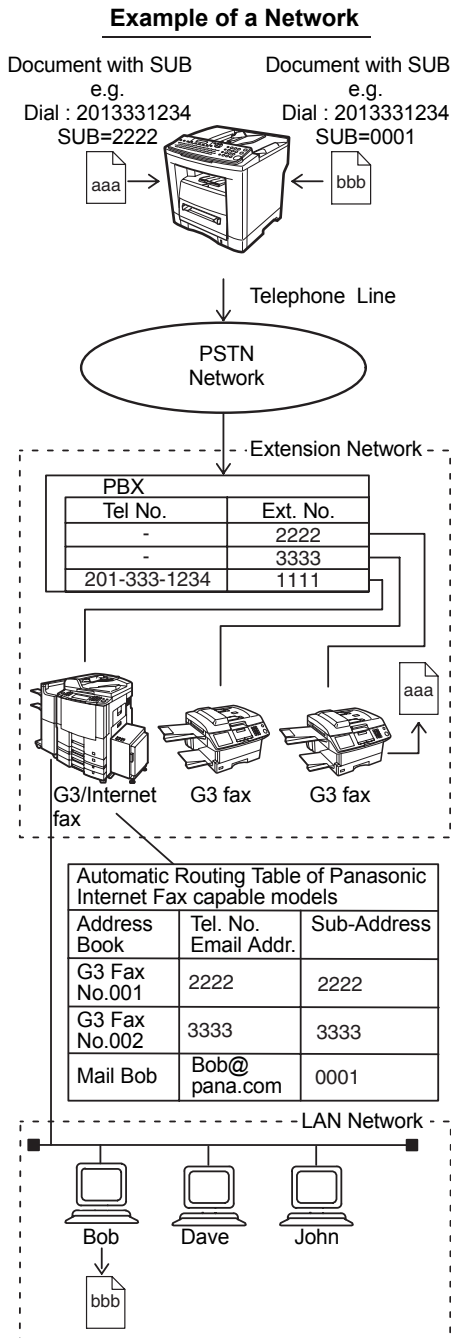 Example of a Network
Document with SUB
e.g.
Dial : 2013331234
SUB=2222
Document with SUB
e.g.
Dial : 2013331234
SUB=0001
aaa
bbb
Telephone Line
PSTN
Network
Extension Network
PBX
Tel No. Ext. No.
- 2222
- 3333
201-333-1234 1111
aaa
G3/Internet
fax
G3 fax
G3 fax
Automatic Routing Table of Panasonic
Internet Fax capable models
Address
Book
Tel. No.
Email Addr.
Sub-Address
G3 Fax
No.001
2222
2222
G3 Fax
No.002
3333
3333
Mail Bob
Bob@
pana.com
0001
LAN Network
Bob Dave John
bbb